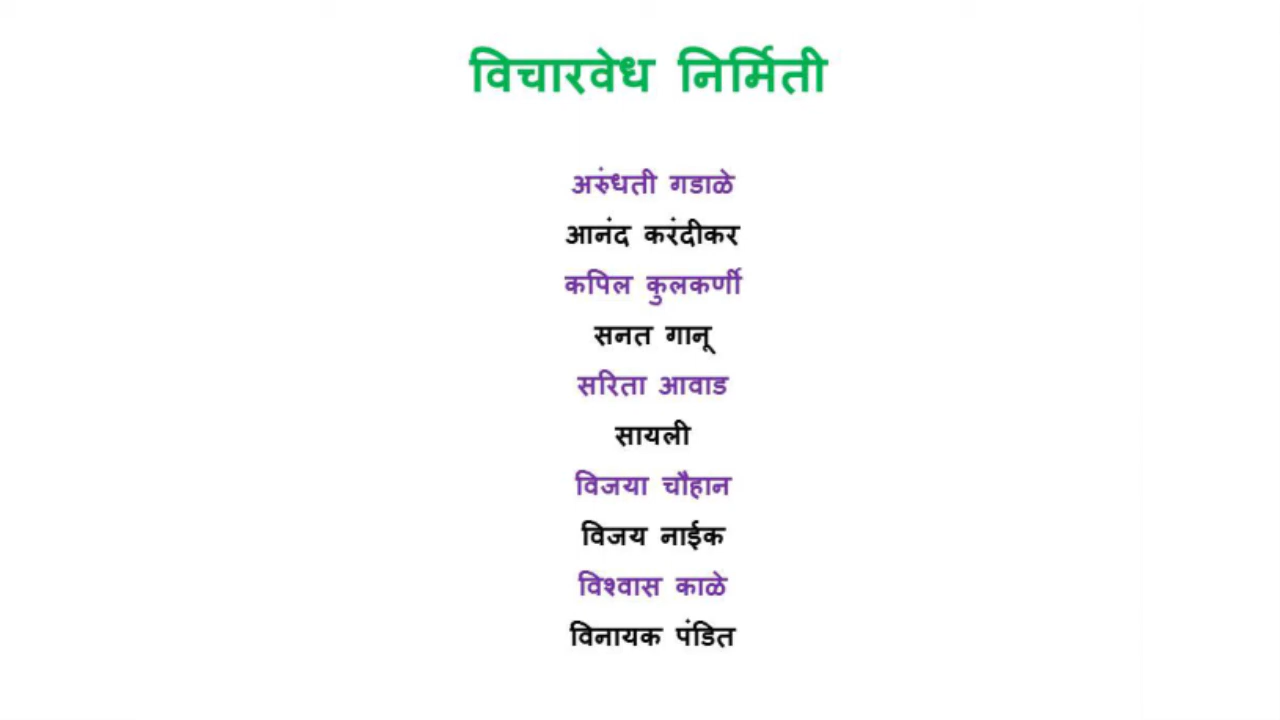 विचारवेध निर्मिती
अरुंधती गडाळे
आनंद करंदीकर
कपिल कुलकर्णी
सनत गानू
सरिता आवाड
सायली
विजया चौहान
विजय नाईक
विश्वास काळे
विनायक पंडित